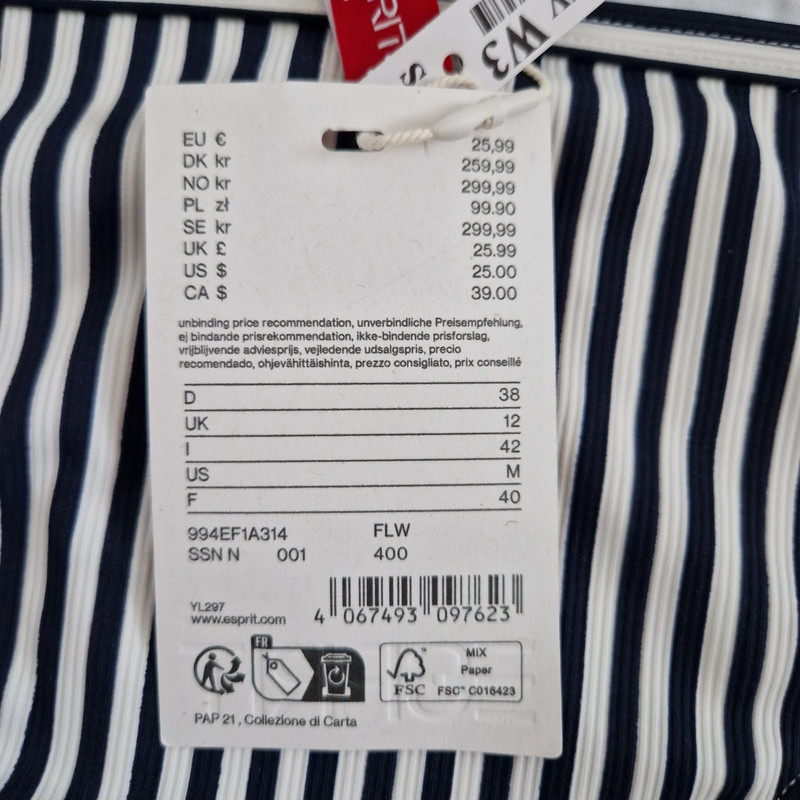 W3
EU € 25,99
DK kr 259,99
NO kr 299,99
PL zł 99.90
SE kr 299,99
UK £ 25.99
US $ 25.00
CA $ 39.00
unbinding price recommendation, unverbindliche Preisempfehlung,
ej bindande prisrekommendation, ikke-bindende prisforslag,
vrijblijvende adviesprijs, vejledende udsalgspris, precio
recomendado, ohjevähittäishinta, prezzo consigliato, prix conseillé
D 38
UK 12
I 42
US M
F 40
994EF1A314 FLW
SSN N 001 400
YL297
www.esprit.com
4 067493 097623
FR
MIX
Paper
FSC FSC™ C016423
PAP 21 , Collezione di Carta